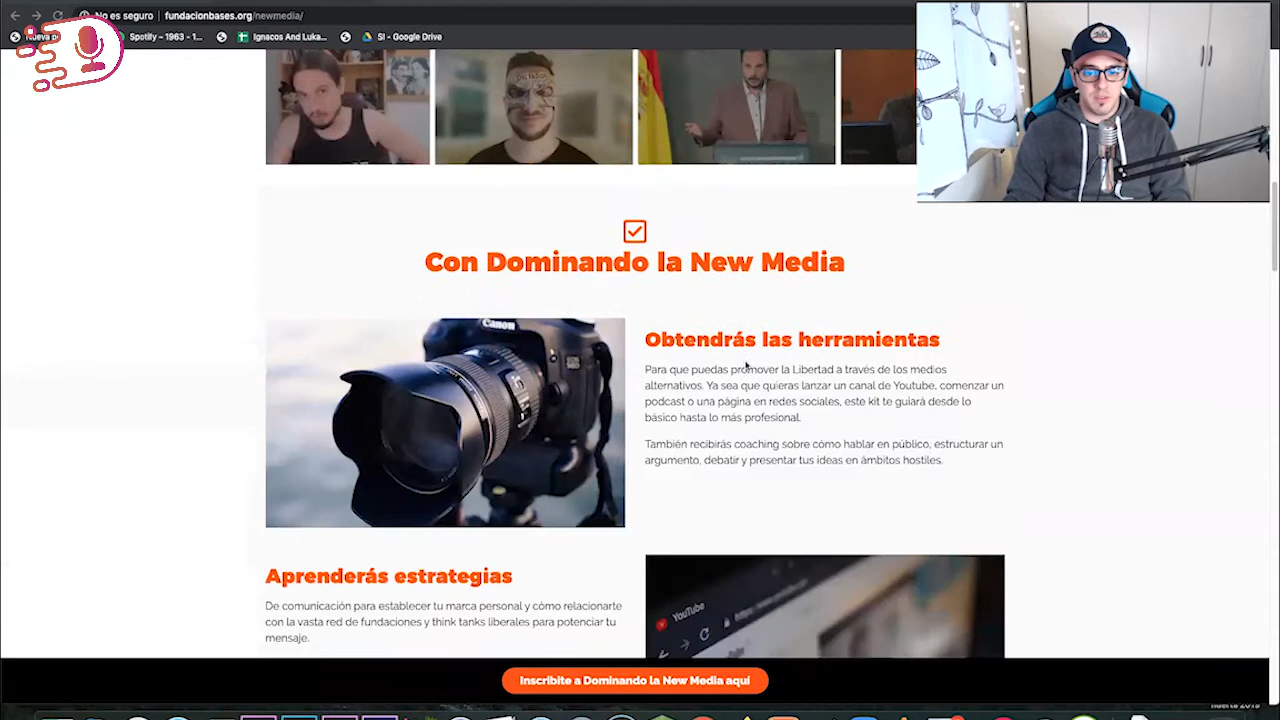 No es seguro
fundacionbases.org/newmedia/
Spotify – 1963 - 1...
Ignacos And Luka...
SI - Google Drive
Con Dominando la New Media
Canon
Obtendrás las herramientas
Para que puedas promover la Libertad a través de los medios
alternativos. Ya sea que quieras lanzar un canal de Youtube, comenzar un
podcast o una página en redes sociales, este kit te guiará desde lo
básico hasta lo más profesional.
También recibirás coaching sobre cómo hablar en público, estructurar un
argumento, debatir y presentar tus ideas en ámbitos hostiles.
Aprenderás estrategias
De comunicación para establecer tu marca personal y cómo relacionarte
con la vasta red de fundaciones y think tanks liberales para potenciar tu
mensaje.
YouTube
Inscribite a Dominando la New Media aquí